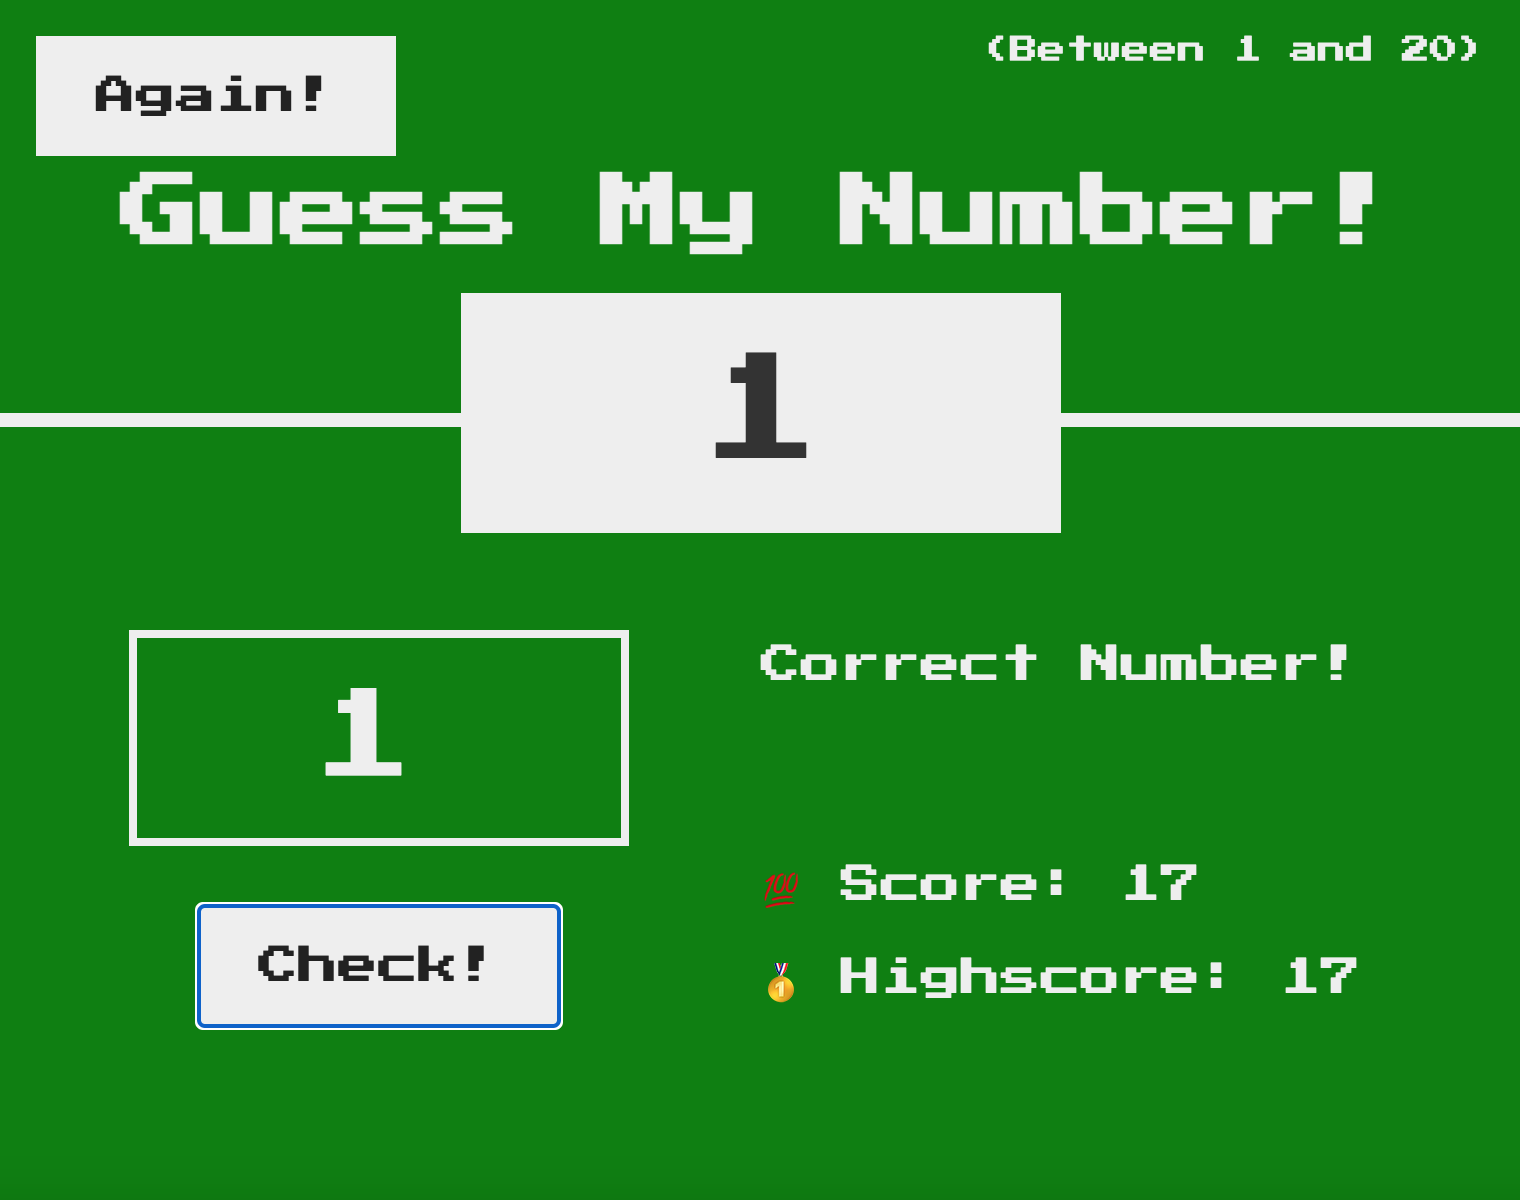 Again!
(Between 1 and 20)
Guess My Number!
1
1
Correct Number!
Check!
💯 Score: 17
🥇 Highscore: 17